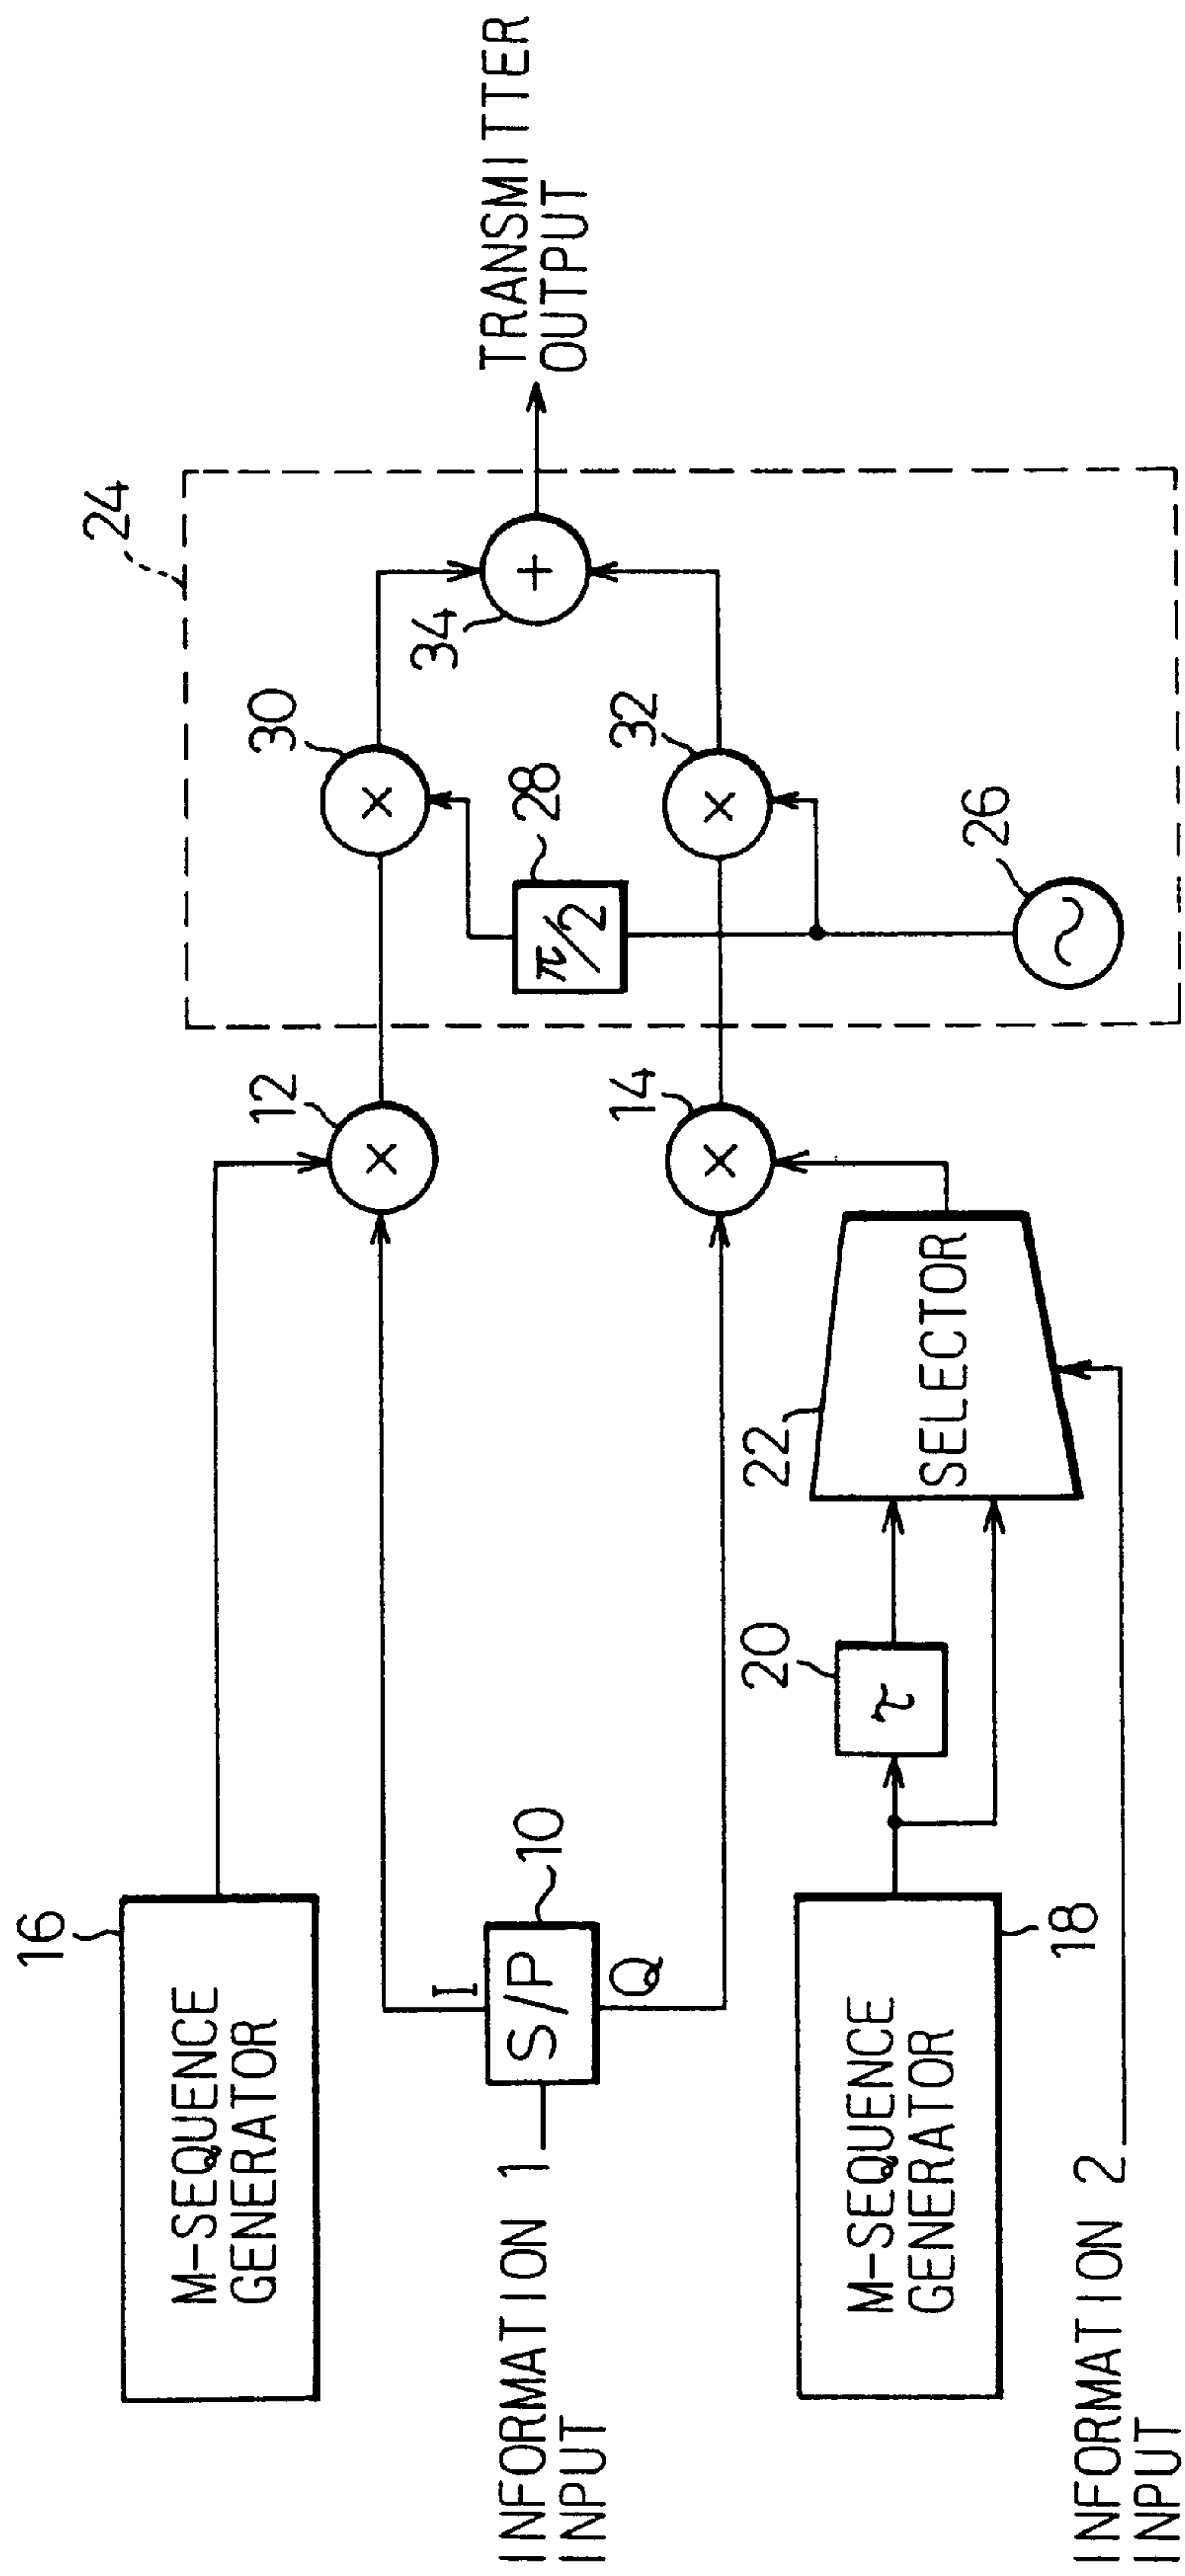 16
M-SEQUENCE
GENERATOR
INFORMATION 1
INPUT
S/P
10
I
Q
M-SEQUENCE
GENERATOR
18
INFORMATION 2
INPUT
τ
20
SELECTOR
22
12
×
14
×
24
π/2
28
26
~
30
×
32
×
34
+
TRANSMITTER
OUTPUT